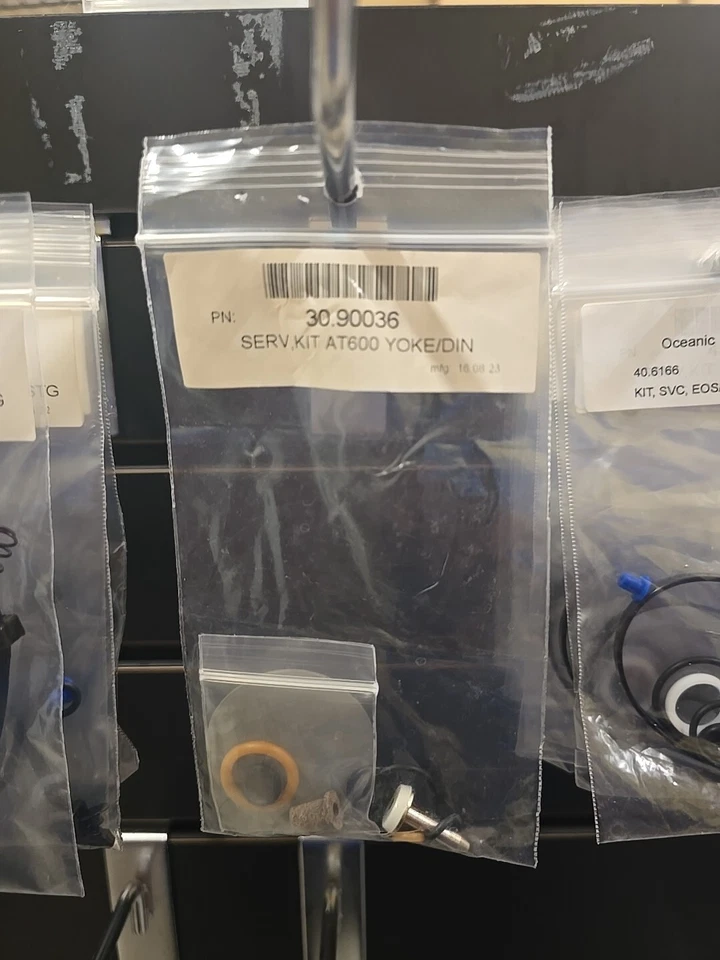 PN: 30.90036
SERV,KIT AT600 YOKE/DIN
mfg 16 08 23
STG
Oceanic
40.6166
KIT, SVC, EOS